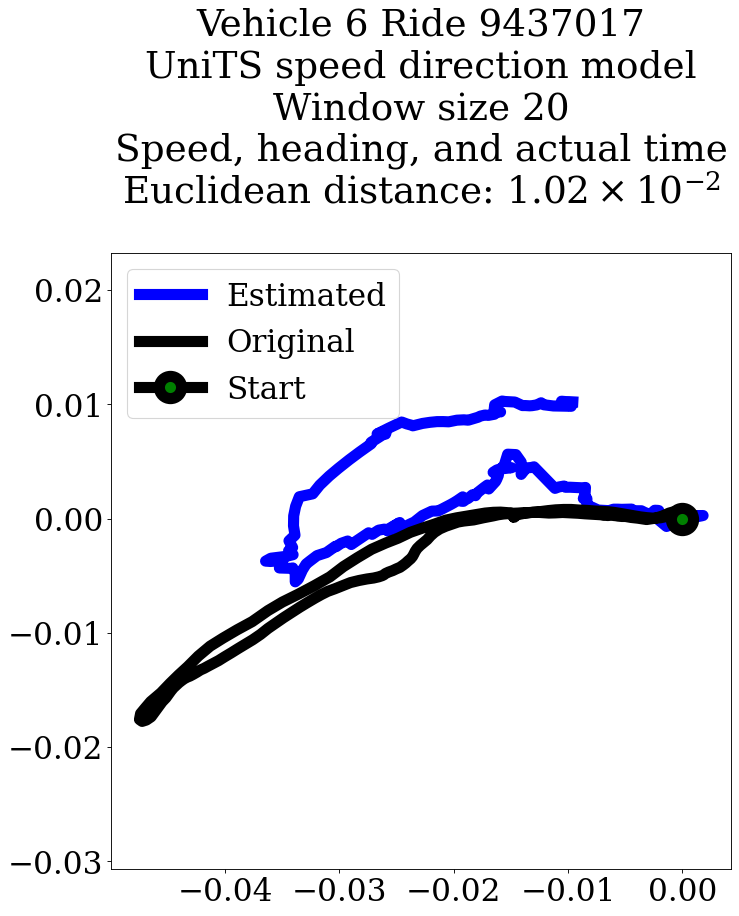 Vehicle 6 Ride 9437017
UniTS speed direction model
Window size 20
Speed, heading, and actual time
Euclidean distance: 1.02 × 10⁻²
Estimated
Original
Start
0.02
0.01
0.00
−0.01
−0.02
−0.03
−0.04 −0.03 −0.02 −0.01 0.00